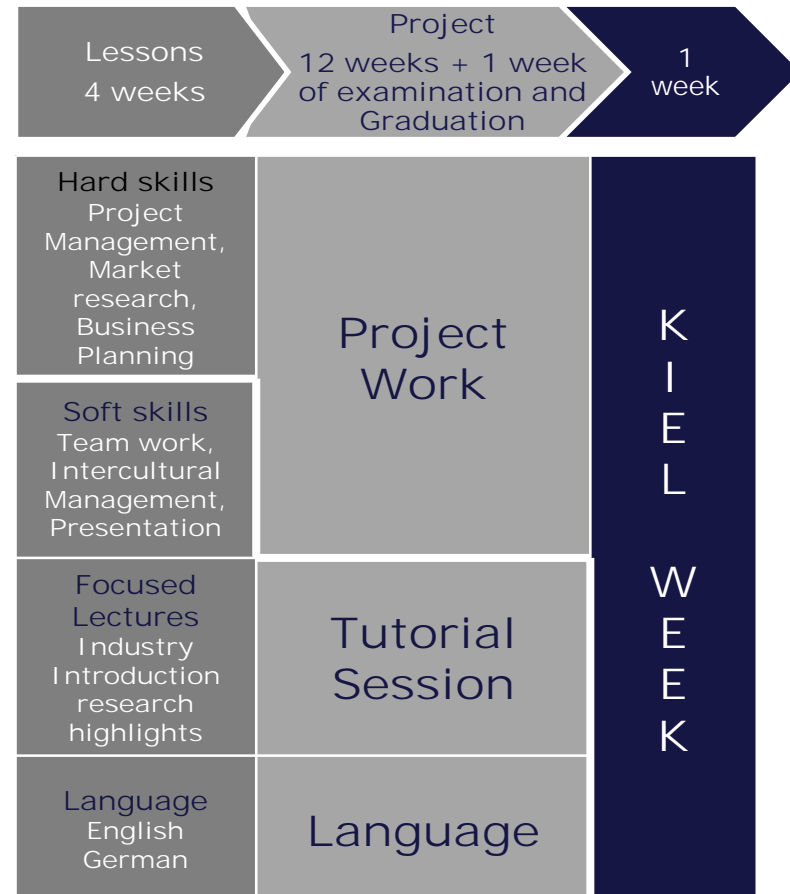 Lessons
4 weeks
Project
12 weeks + 1 week
of examination and
Graduation
1
week
Hard skills
Project
Management,
Market
research,
Business
Planning
Soft skills
Team work,
Intercultural
Management,
Presentation
Focused
Lectures
Industry
Introduction
research
highlights
Language
English
German
Project
Work
Tutorial
Session
Language
K
I
E
L
W
E
E
K